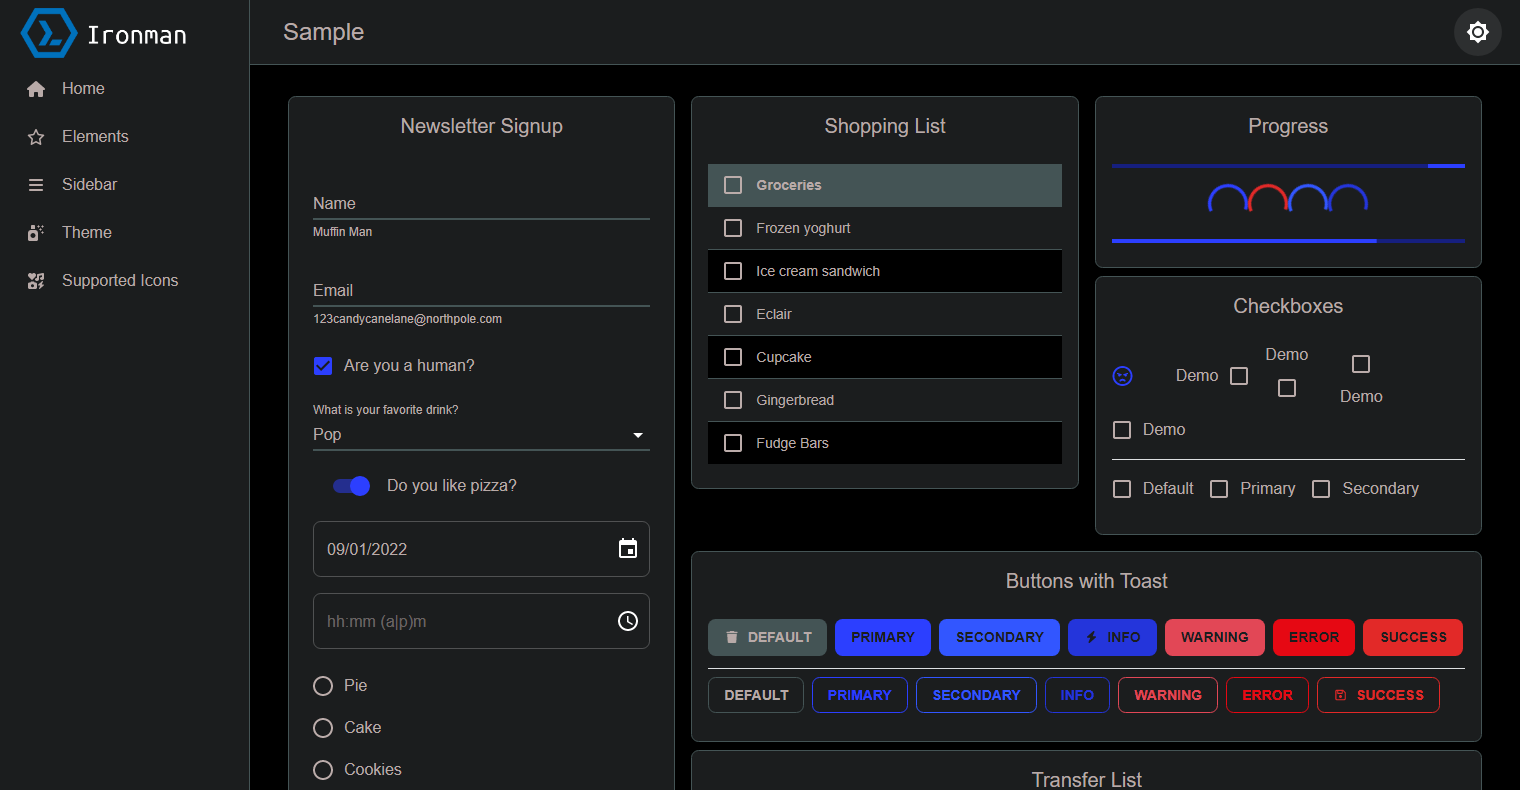 Ironman
Home
Elements
Sidebar
Theme
Supported Icons
Sample
Newsletter Signup
Name
Muffin Man
Email
123candycanelane@northpole.com
Are you a human?
What is your favorite drink?
Pop
Do you like pizza?
09/01/2022
hh:mm (a|p)m
Pie
Cake
Cookies
Shopping List
Groceries
Frozen yoghurt
Ice cream sandwich
Eclair
Cupcake
Gingerbread
Fudge Bars
Progress
Checkboxes
Demo
Demo
Demo
Demo
Default Primary Secondary
Buttons with Toast
DEFAULT PRIMARY SECONDARY INFO WARNING ERROR SUCCESS
DEFAULT PRIMARY SECONDARY INFO WARNING ERROR SUCCESS
Transfer List